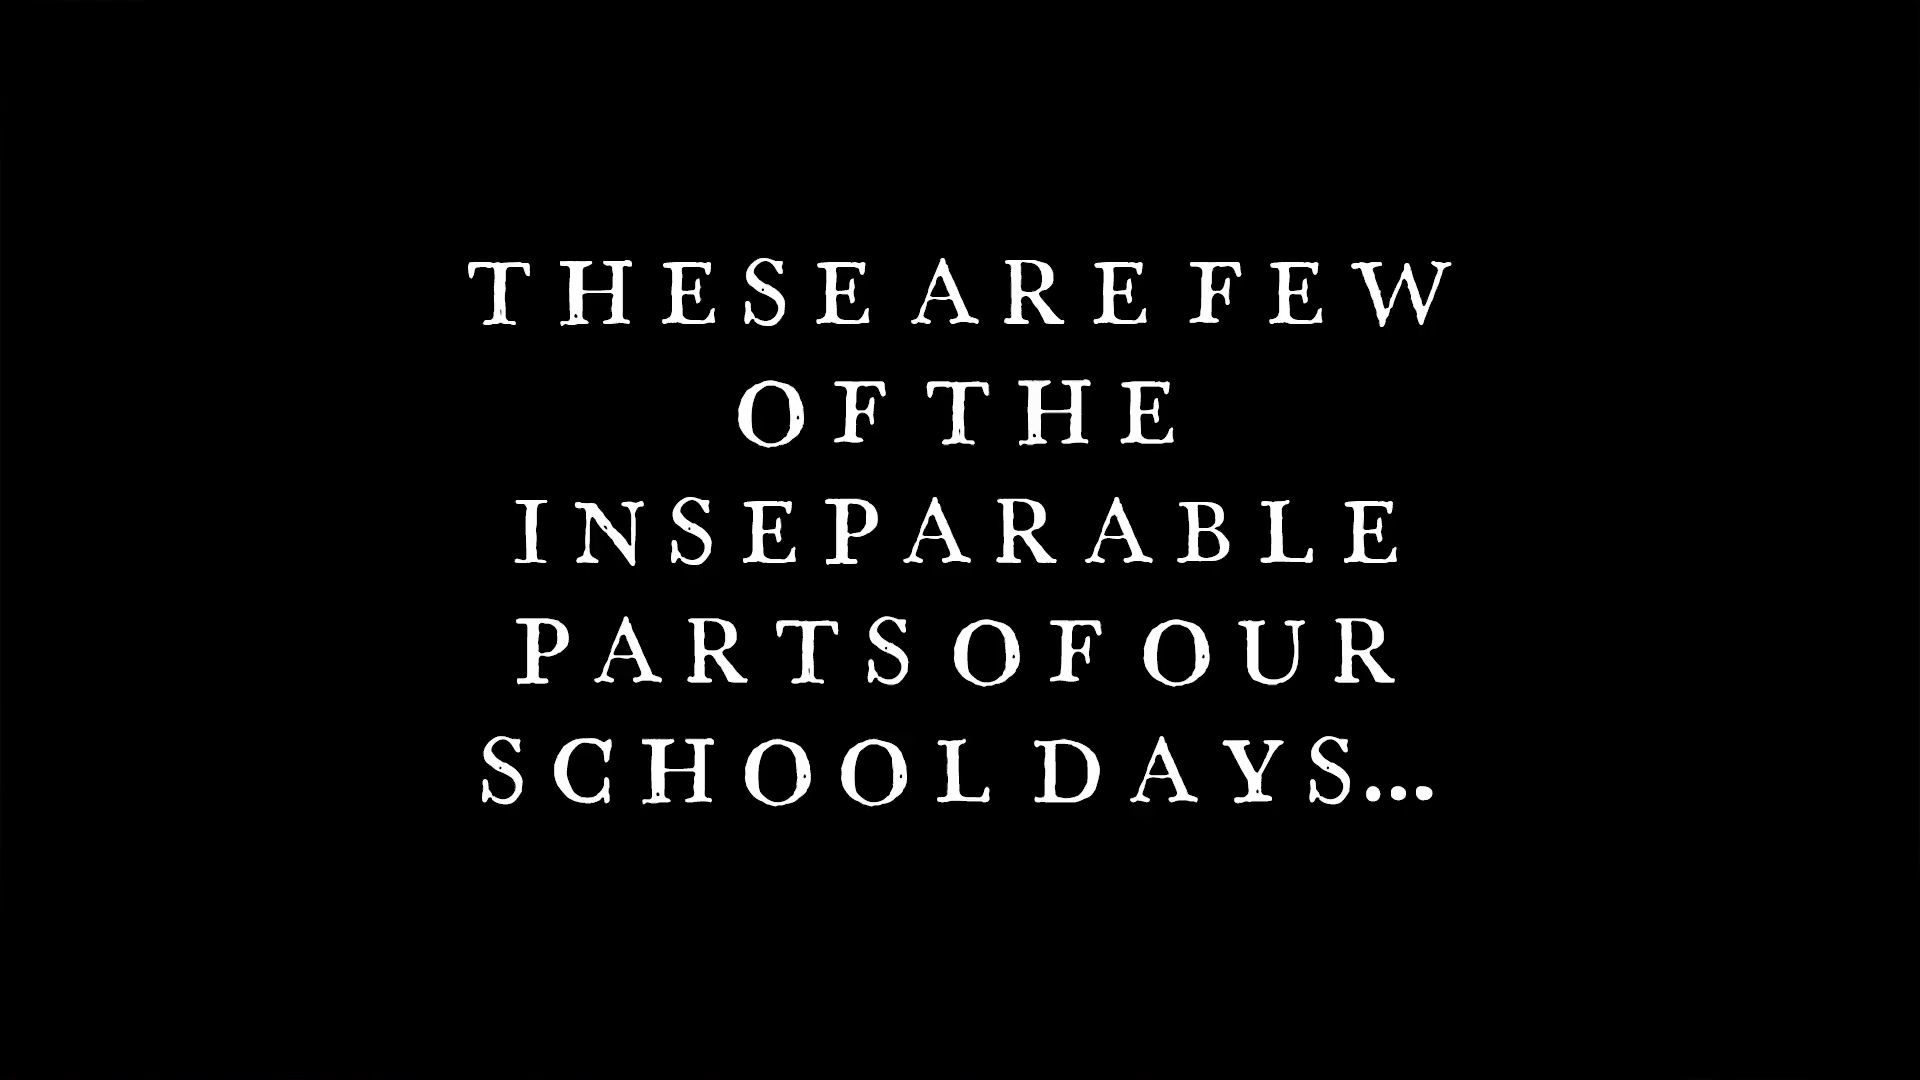 THESE ARE FEW
OF THE
INSEPARABLE
PARTS OF OUR
SCHOOL DAYS...